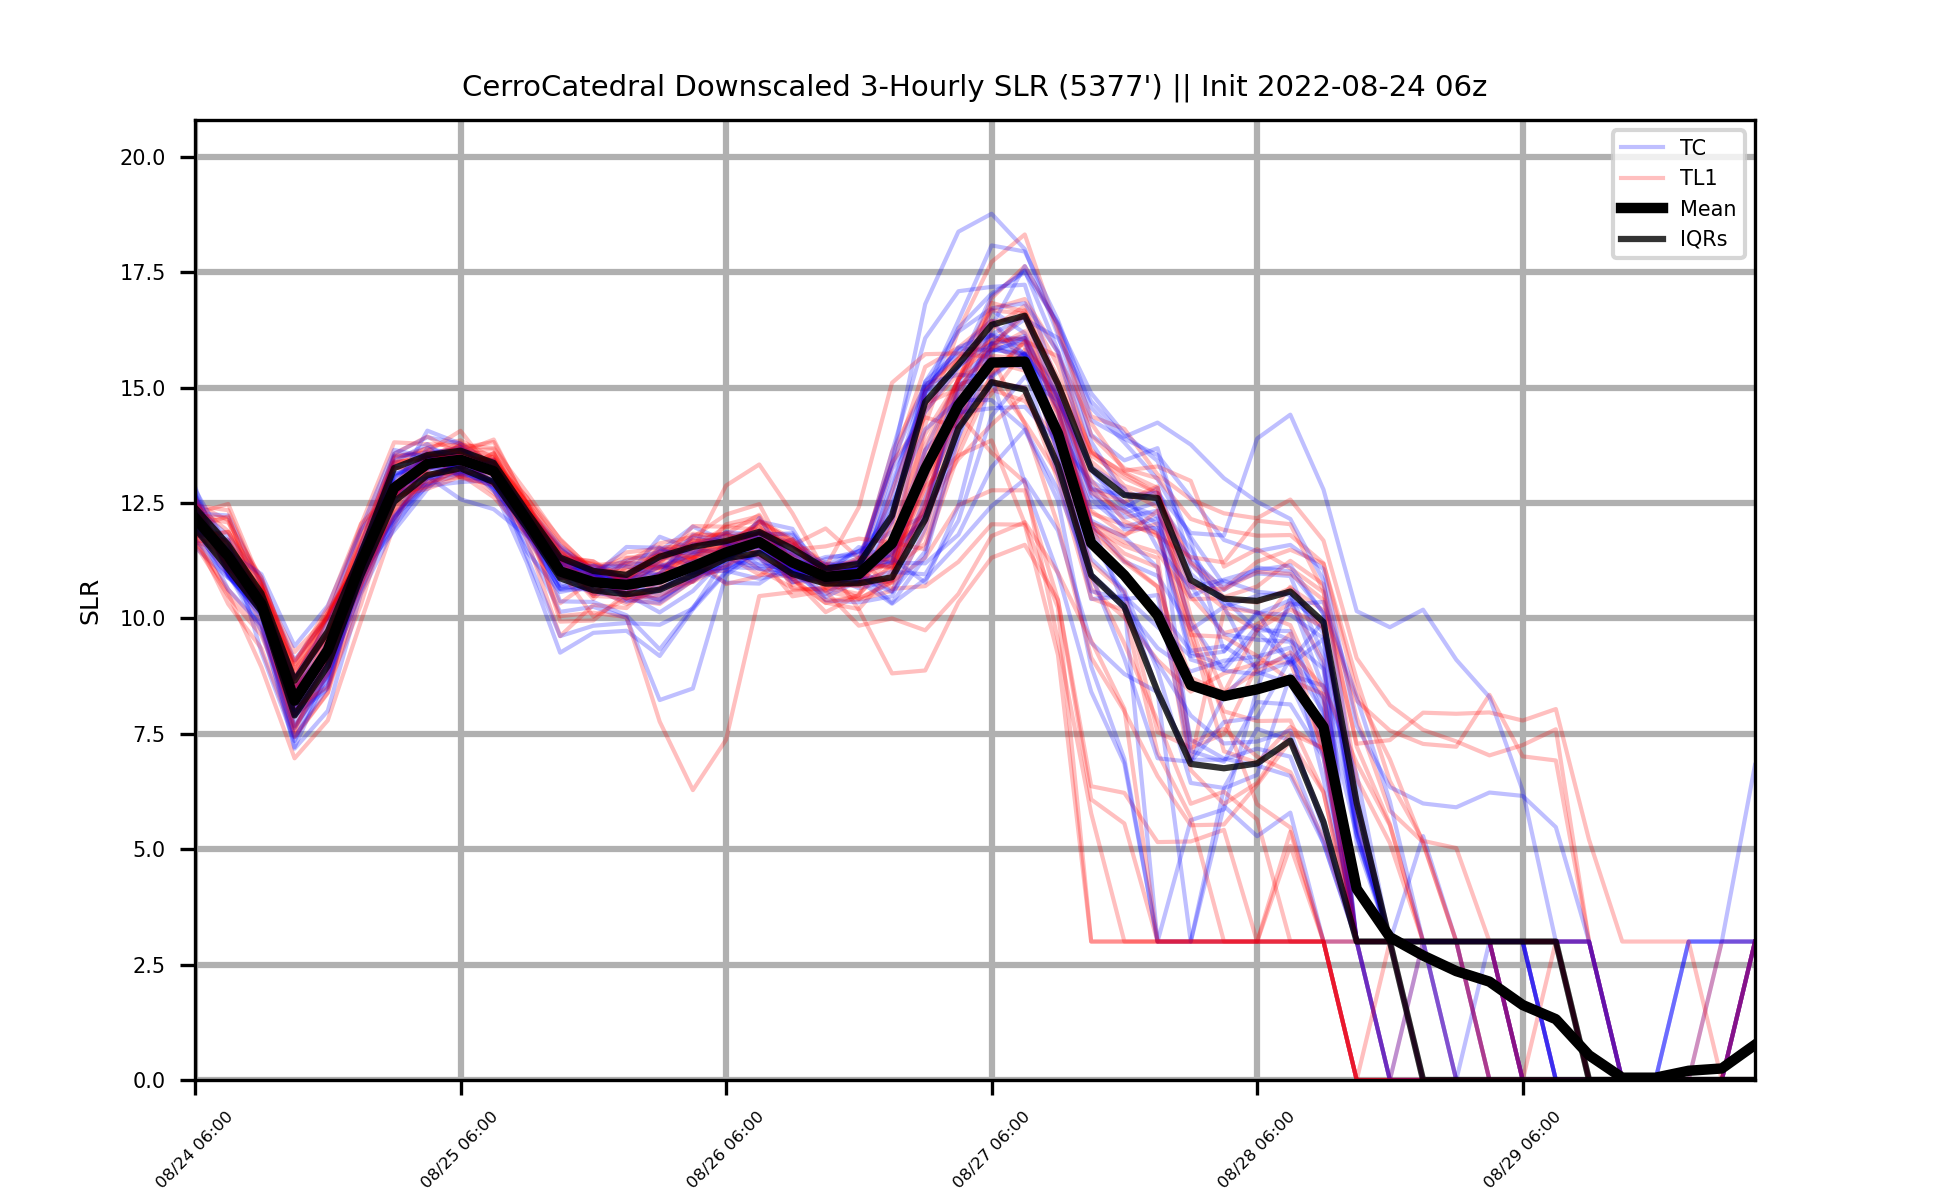 CerroCatedral Downscaled 3-Hourly SLR (5377') || Init 2022-08-24 06z
TC
TL1
Mean
IQRs
SLR
20.0
17.5
15.0
12.5
10.0
7.5
5.0
2.5
0.0
08/24 06:00
08/25 06:00
08/26 06:00
08/27 06:00
08/28 06:00
08/29 06:00